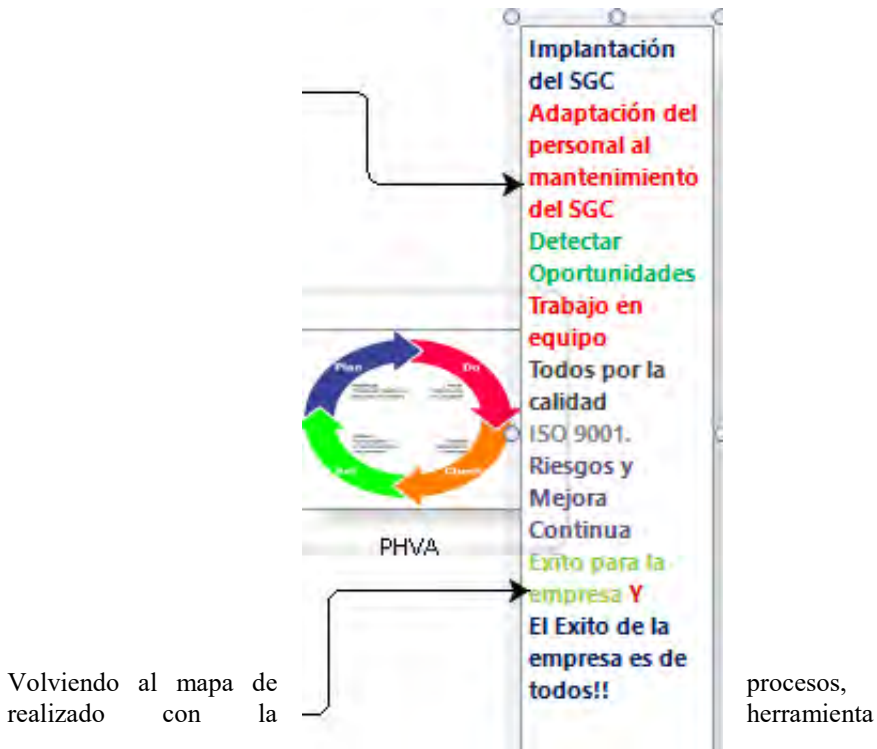 Implantación
del SGC
Adaptación del
personal al
mantenimiento
del SGC
Detectar
Oportunidades
Trabajo en
equipo
Todos por la
calidad
ISO 9001.
Riesgos y
Mejora
Continua
Exito para la
empresa Y
El Exito de la
empresa es de
todos!!
Plan
Do
Check
Act
PHVA
Volviendo al mapa de procesos,
realizado con la herramienta